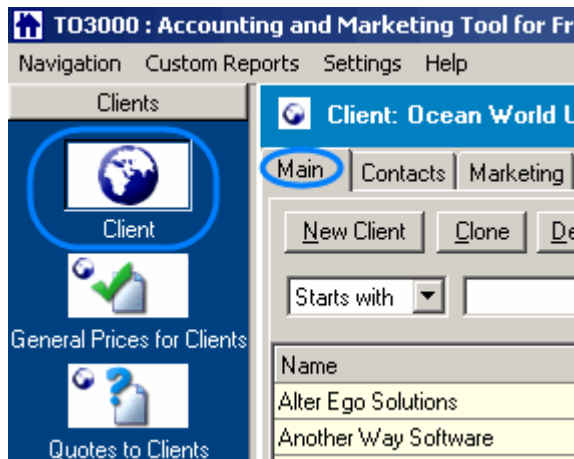 TO3000 : Accounting and Marketing Tool for Fr
Navigation Custom Reports Settings Help
Clients
Client: Ocean World
Client
Main Contacts Marketing
New Client Clone De
Starts with
General Prices for Clients
Name
Alter Ego Solutions
Another Way Software
Quotes to Clients